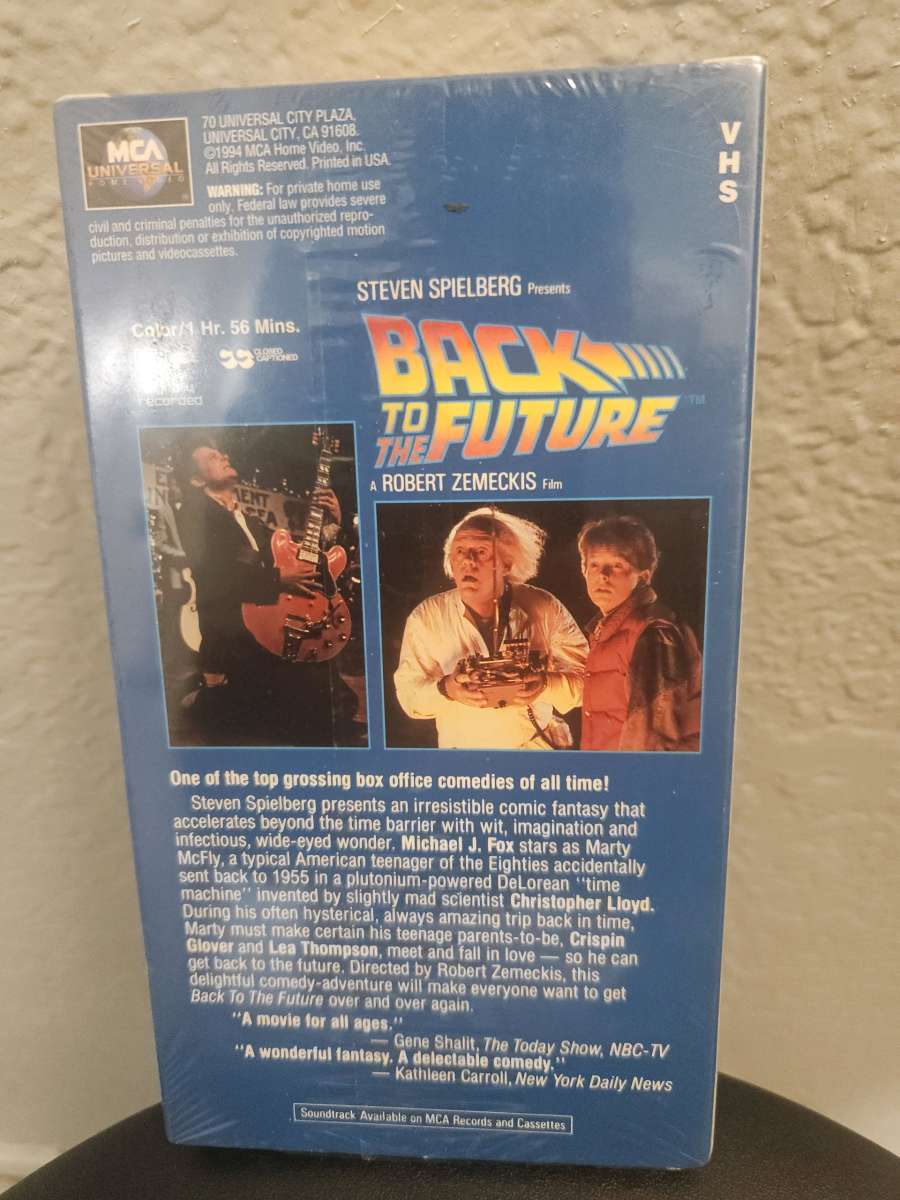 MCA
UNIVERSAL
HOME VIDEO
70 UNIVERSAL CITY PLAZA,
UNIVERSAL CITY, CA 91608.
©1994 MCA Home Video, Inc.
All Rights Reserved. Printed in USA.
WARNING: For private home use
only. Federal law provides severe
civil and criminal penalties for the unauthorized repro-
duction, distribution or exhibition of copyrighted motion
pictures and videocassettes.
VHS
STEVEN SPIELBERG Presents
Color/1 Hr. 56 Mins.
CLOSED
CAPTIONED
recorded
BACK
TO
THE FUTURE™
A ROBERT ZEMECKIS Film
One of the top grossing box office comedies of all time!
Steven Spielberg presents an irresistible comic fantasy that
accelerates beyond the time barrier with wit, imagination and
infectious, wide-eyed wonder. Michael J. Fox stars as Marty
McFly, a typical American teenager of the Eighties accidentally
sent back to 1955 in a plutonium-powered DeLorean "time
machine" invented by slightly mad scientist Christopher Lloyd.
During his often hysterical, always amazing trip back in time,
Marty must make certain his teenage parents-to-be, Crispin
Glover and Lea Thompson, meet and fall in love — so he can
get back to the future. Directed by Robert Zemeckis, this
delightful comedy-adventure will make everyone want to get
Back To The Future over and over again.
"A movie for all ages."
— Gene Shalit, The Today Show, NBC-TV
"A wonderful fantasy. A delectable comedy."
— Kathleen Carroll, New York Daily News
Soundtrack Available on MCA Records and Cassettes